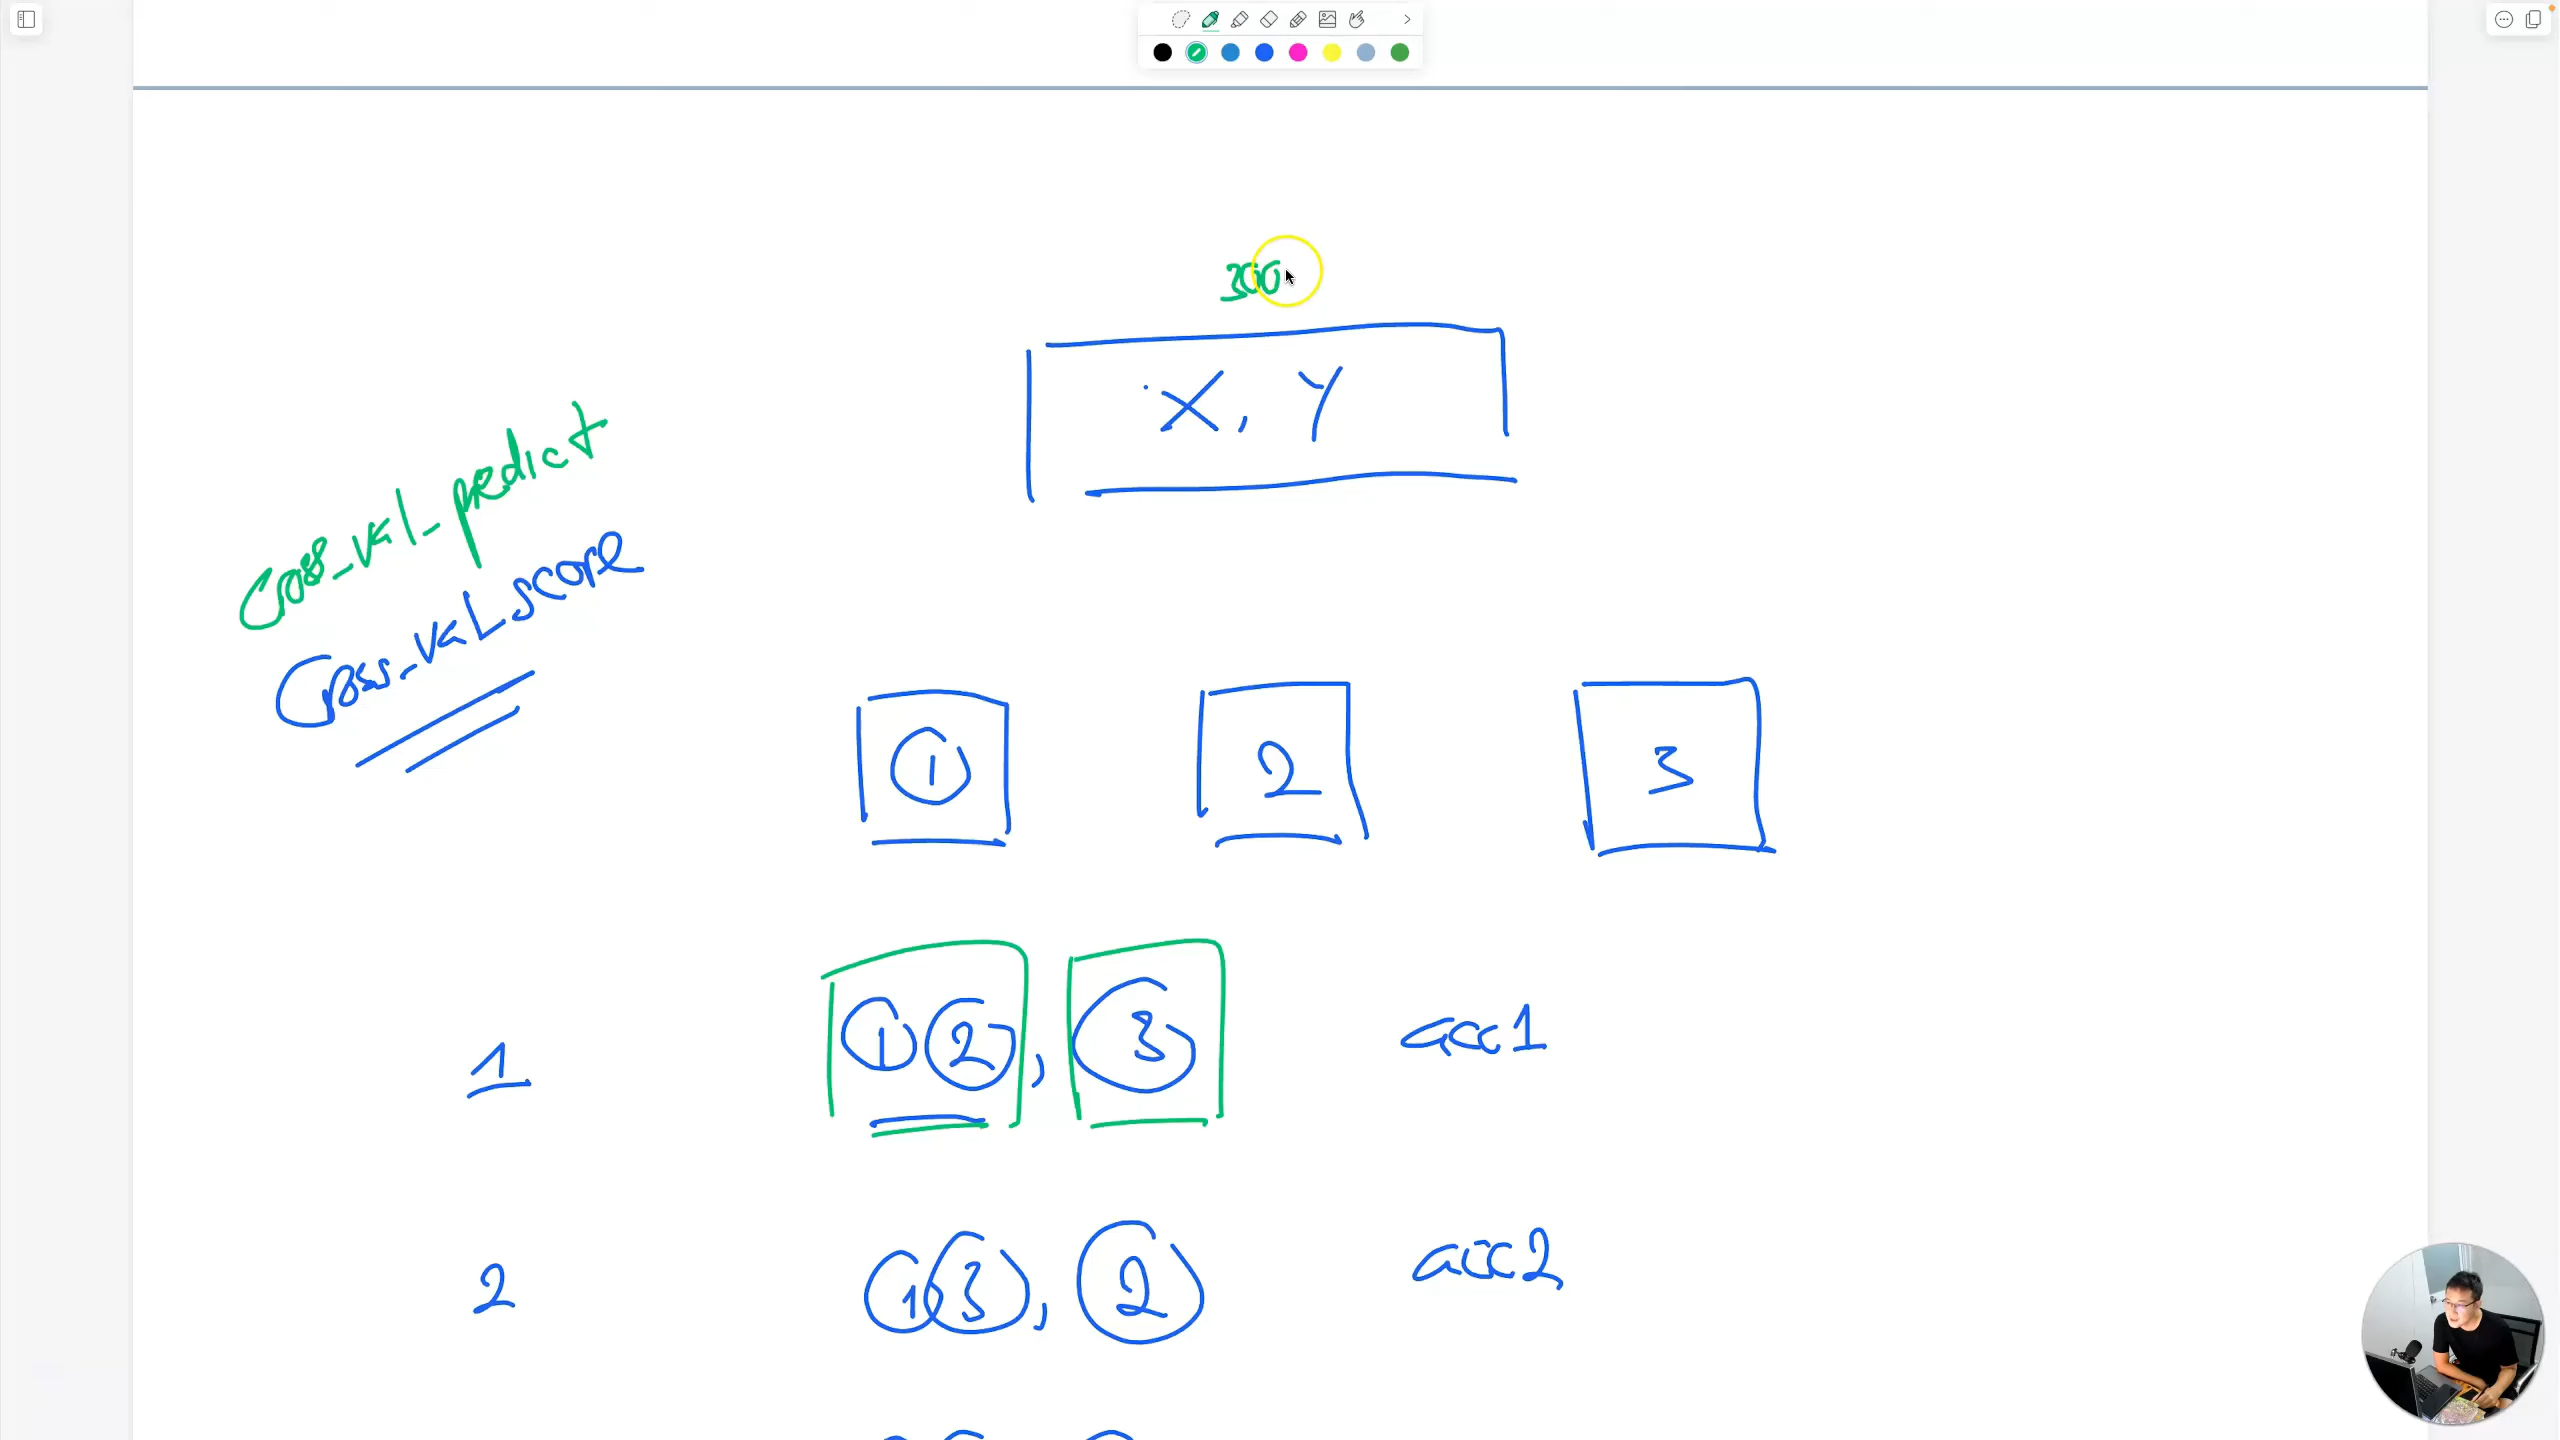 300
X, Y
Cross_val_predict
Cross_val_score
1 2 3
1 1 2 , 3 acc1
2 1 3 , 2 acc2